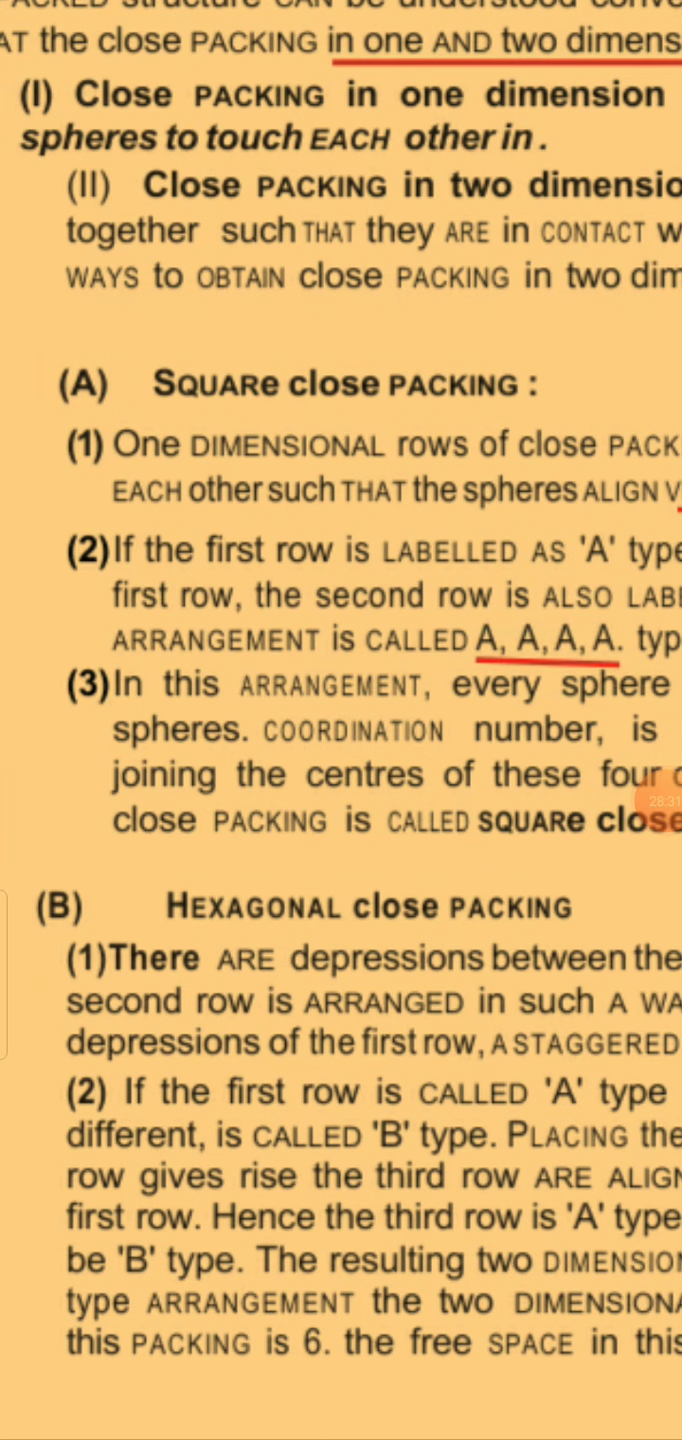 structure CAN be understood
AT the close PACKING in one AND two dimens
(I) Close PACKING in one dimension
spheres to touch EACH other in .
(II) Close PACKING in two dimensio
together such THAT they ARE in CONTACT w
WAYS to OBTAIN close PACKING in two dim
(A) SQUARe close PACKING :
(1) One DIMENSIONAL rows of close PACK
EACH other such THAT the spheres ALIGN V
(2) If the first row is LABELLED AS 'A' type
first row, the second row is ALSO LABE
ARRANGEMENT is CALLED A, A, A, A. typ
(3) In this ARRANGEMENT, every sphere
spheres. COORDINATION number, is
joining the centres of these four
28:31
close PACKING is CALLED SQUARe close
(B) HEXAGONAL close PACKING
(1)There ARE depressions between the
second row is ARRANGED in such A WA
depressions of the first row, A STAGGERED
(2) If the first row is CALLED 'A' type
different, is CALLED 'B' type. PLACING the
row gives rise the third row ARE ALIGN
first row. Hence the third row is 'A' type
be 'B' type. The resulting two DIMENSION
type ARRANGEMENT the two DIMENSIONA
this PACKING is 6. the free SPACE in this